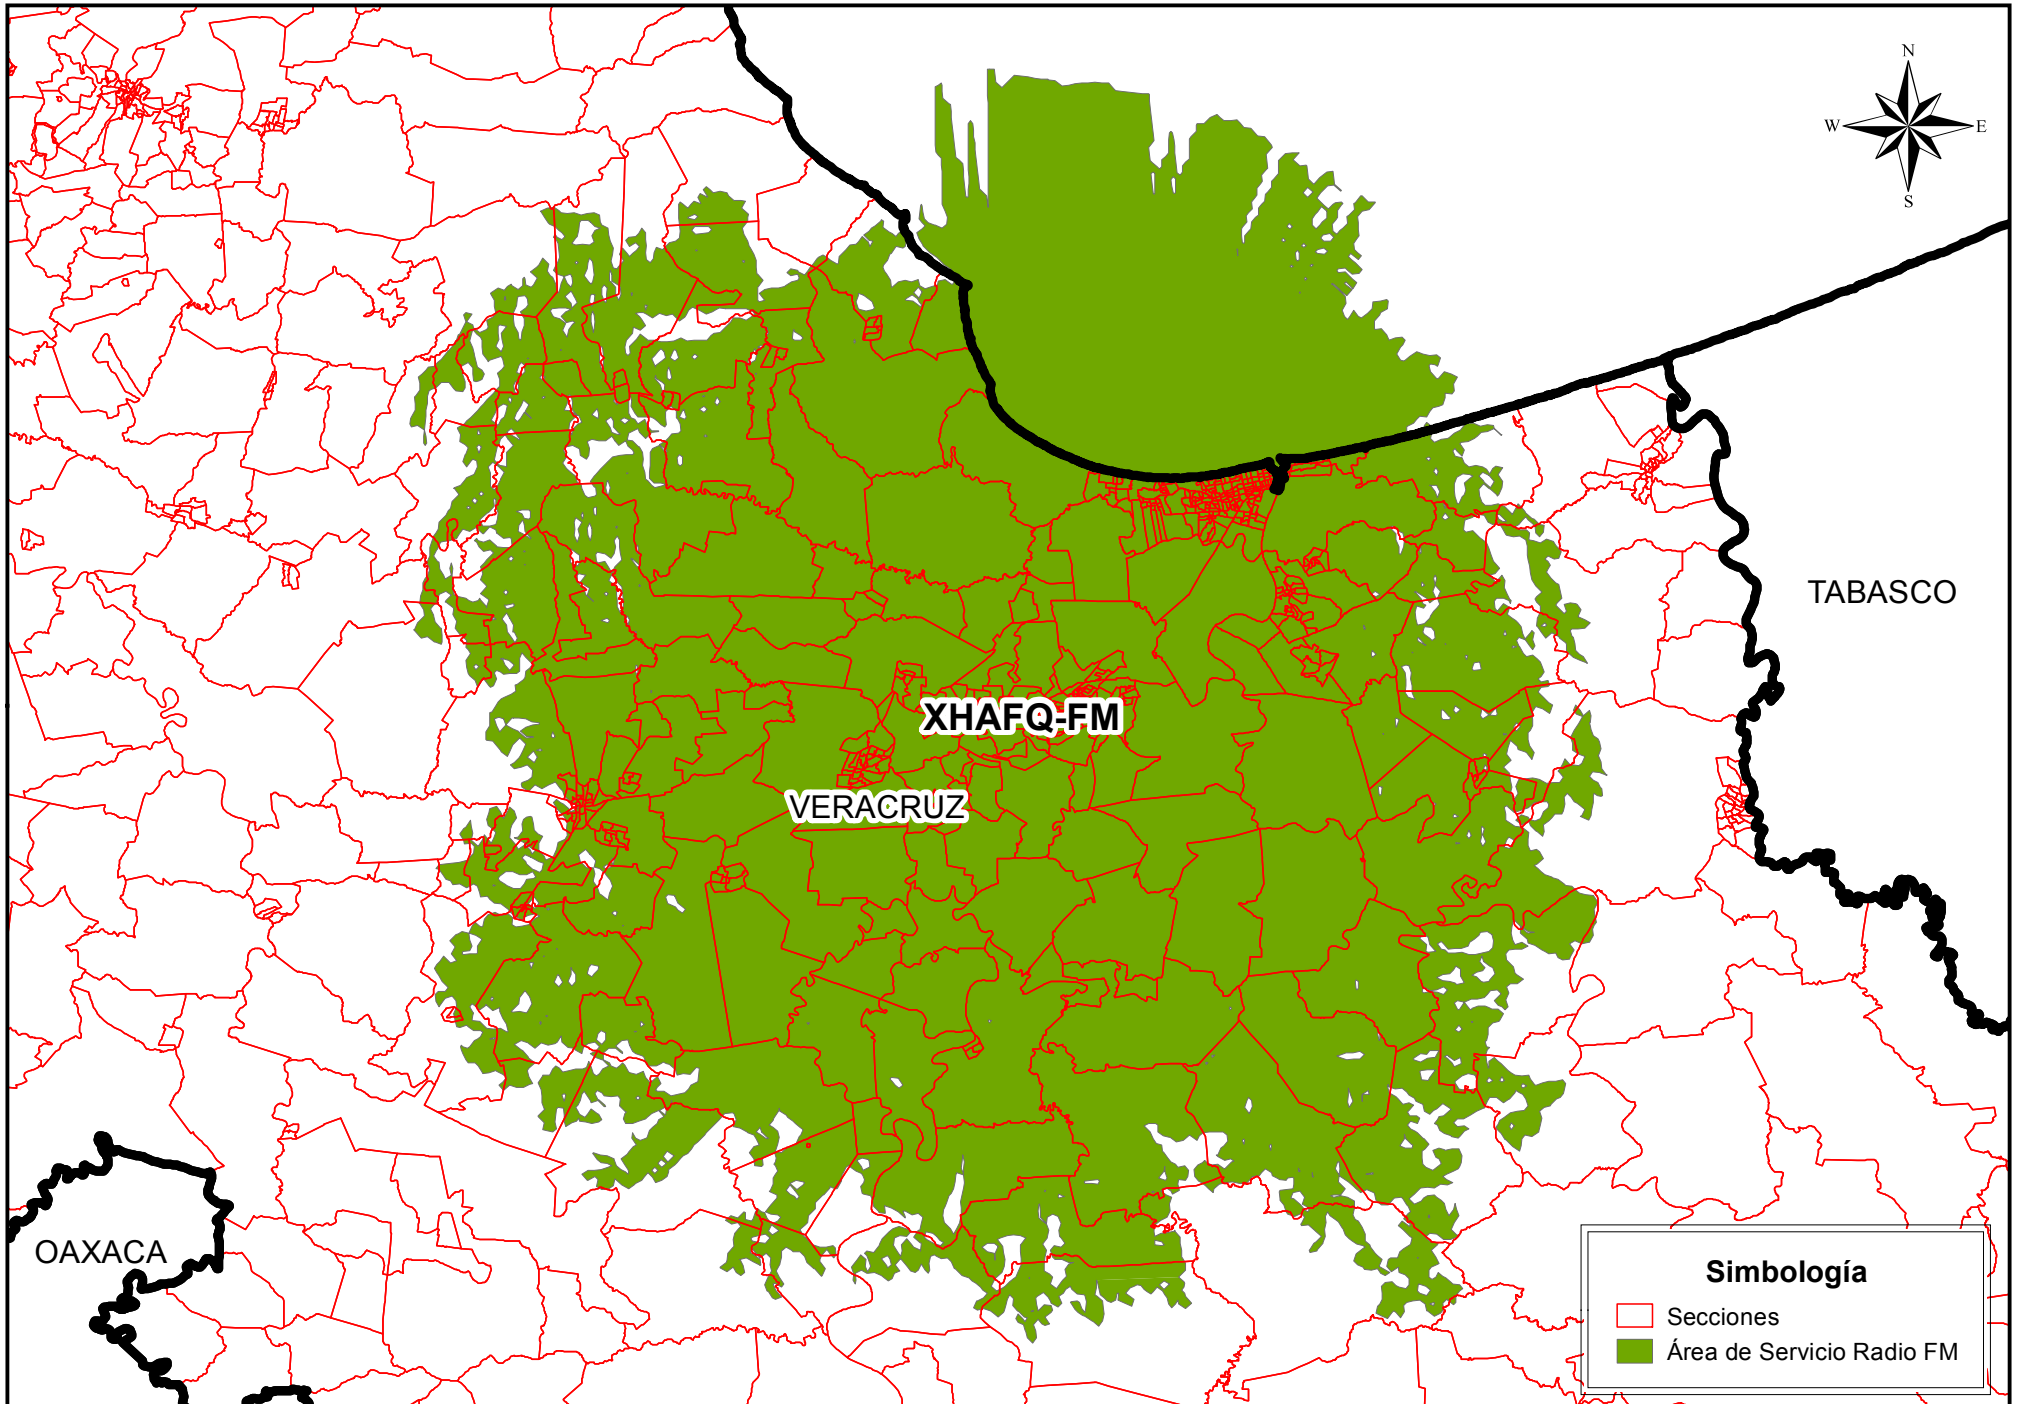 N
W E
S
TABASCO
XHAFQ-FM
VERACRUZ
OAXACA
Simbología
Secciones
Área de Servicio Radio FM